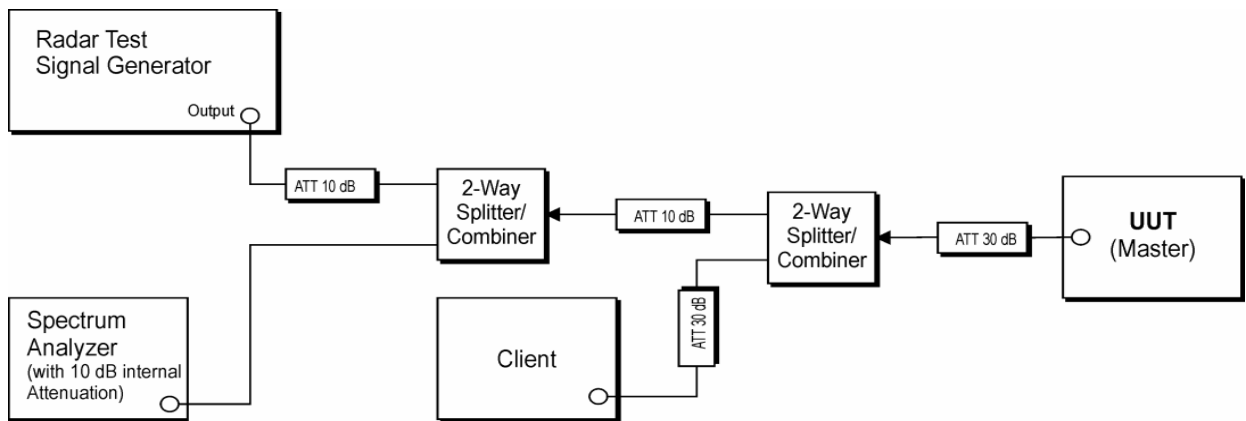 Radar Test
Signal Generator
Output
ATT 10 dB
2-Way
Splitter/
Combiner
ATT 10 dB
2-Way
Splitter/
Combiner
ATT 30 dB
UUT
(Master)
Spectrum
Analyzer
(with 10 dB internal
Attenuation)
Client
ATT 30 dB